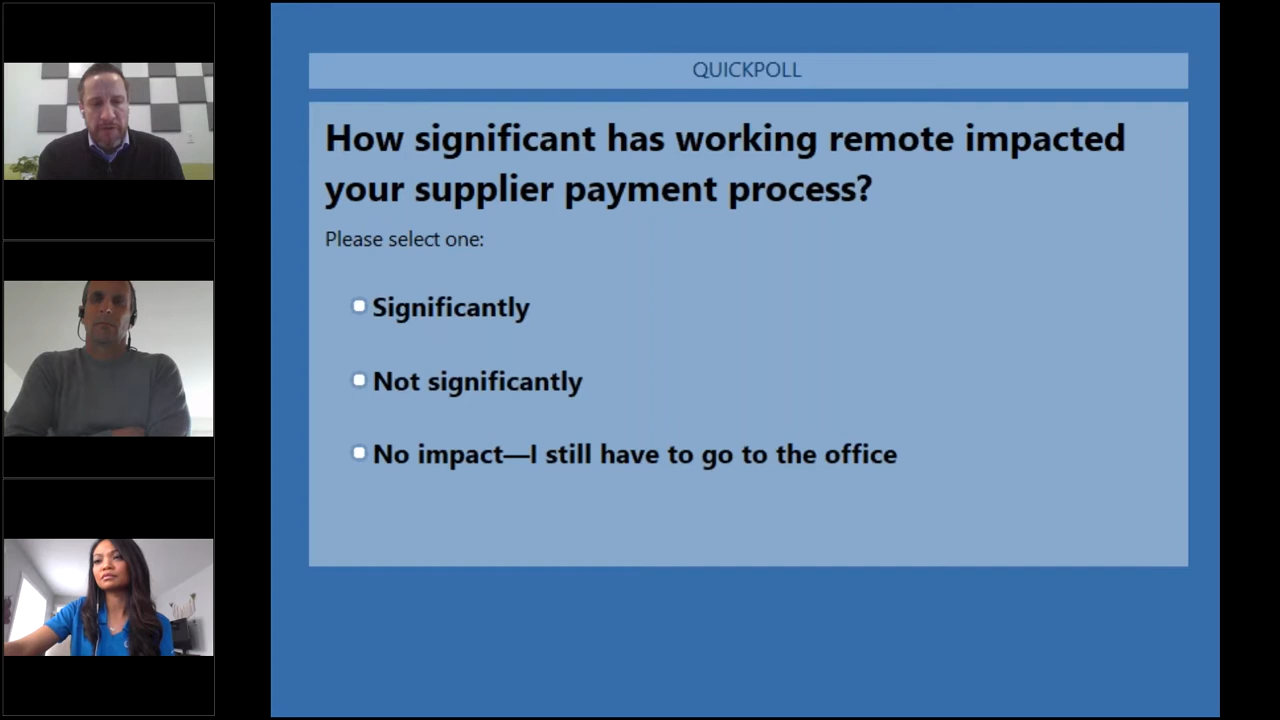 QUICKPOLL
How significant has working remote impacted
your supplier payment process?
Please select one:
Significantly
Not significantly
No impact—I still have to go to the office